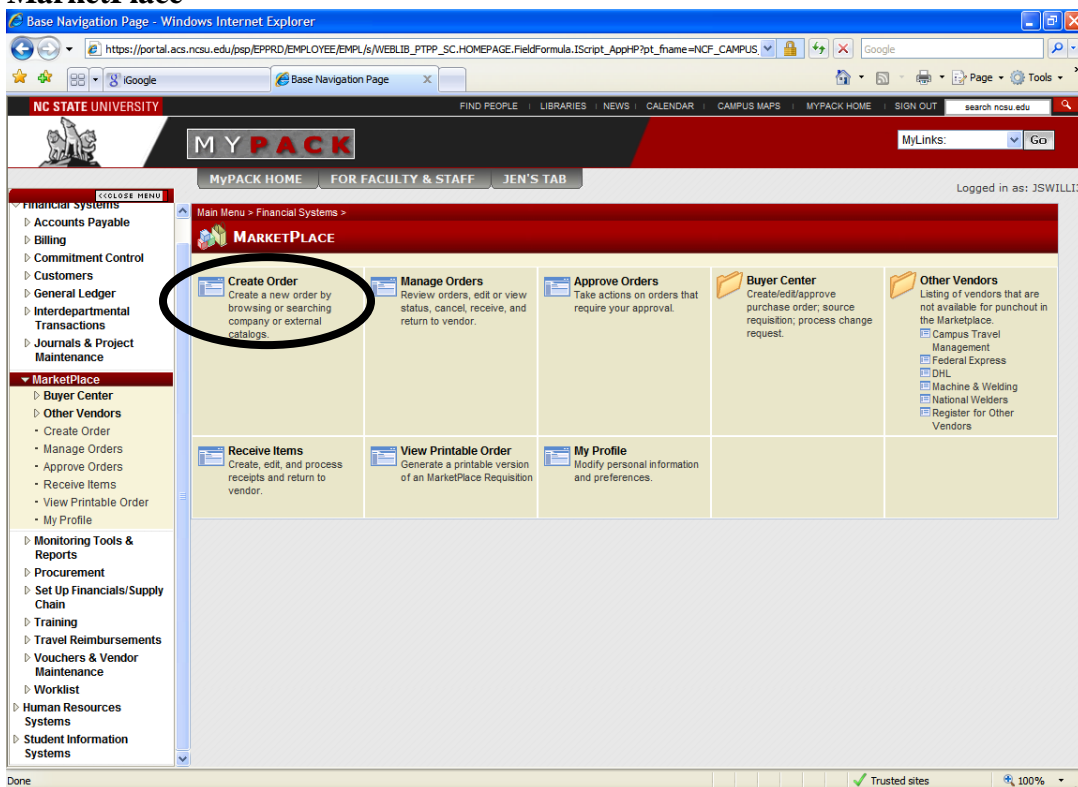 MarketPlace
Base Navigation Page - Windows Internet Explorer
https://portal.acs.ncsu.edu/psp/EPPRD/EMPLOYEE/EMPL/s/WEBLIB_PTPP_SC.HOMEPAGE.FieldFormula.IScript_AppHP?pt_fname=NCF_CAMPUS
Google
iGoogle
Base Navigation Page X
Page
Tools
NC STATE UNIVERSITY
FIND PEOPLE | LIBRARIES | NEWS | CALENDAR | CAMPUS MAPS | MYPACK HOME | SIGN OUT
search ncsu.edu
MYPACK
MyLinks:
Go
MyPACK HOME
FOR FACULTY & STAFF
JEN'S TAB
Logged in as: JSWILLI
<<CLOSE MENU
Financial Systems
Accounts Payable
Billing
Commitment Control
Customers
General Ledger
Interdepartmental
Transactions
Journals & Project
Maintenance
MarketPlace
Buyer Center
Other Vendors
Create Order
Manage Orders
Approve Orders
Receive Items
View Printable Order
My Profile
Monitoring Tools &
Reports
Procurement
Set Up Financials/Supply
Chain
Training
Travel Reimbursements
Vouchers & Vendor
Maintenance
Worklist
Human Resources
Systems
Student Information
Systems
Main Menu > Financial Systems >
MARKETPLACE
Create Order
Create a new order by
browsing or searching
company or external
catalogs.
Manage Orders
Review orders, edit or view
status, cancel, receive, and
return to vendor.
Approve Orders
Take actions on orders that
require your approval.
Buyer Center
Create/edit/approve
purchase order; source
requisition; process change
request.
Other Vendors
Listing of vendors that are
not available for punchout in
the Marketplace.
Campus Travel
Management
Federal Express
DHL
Machine & Welding
National Welders
Register for Other
Vendors
Receive Items
Create, edit, and process
receipts and return to
vendor.
View Printable Order
Generate a printable version
of an MarketPlace Requisition
My Profile
Modify personal information
and preferences.
Done
Trusted sites
100%